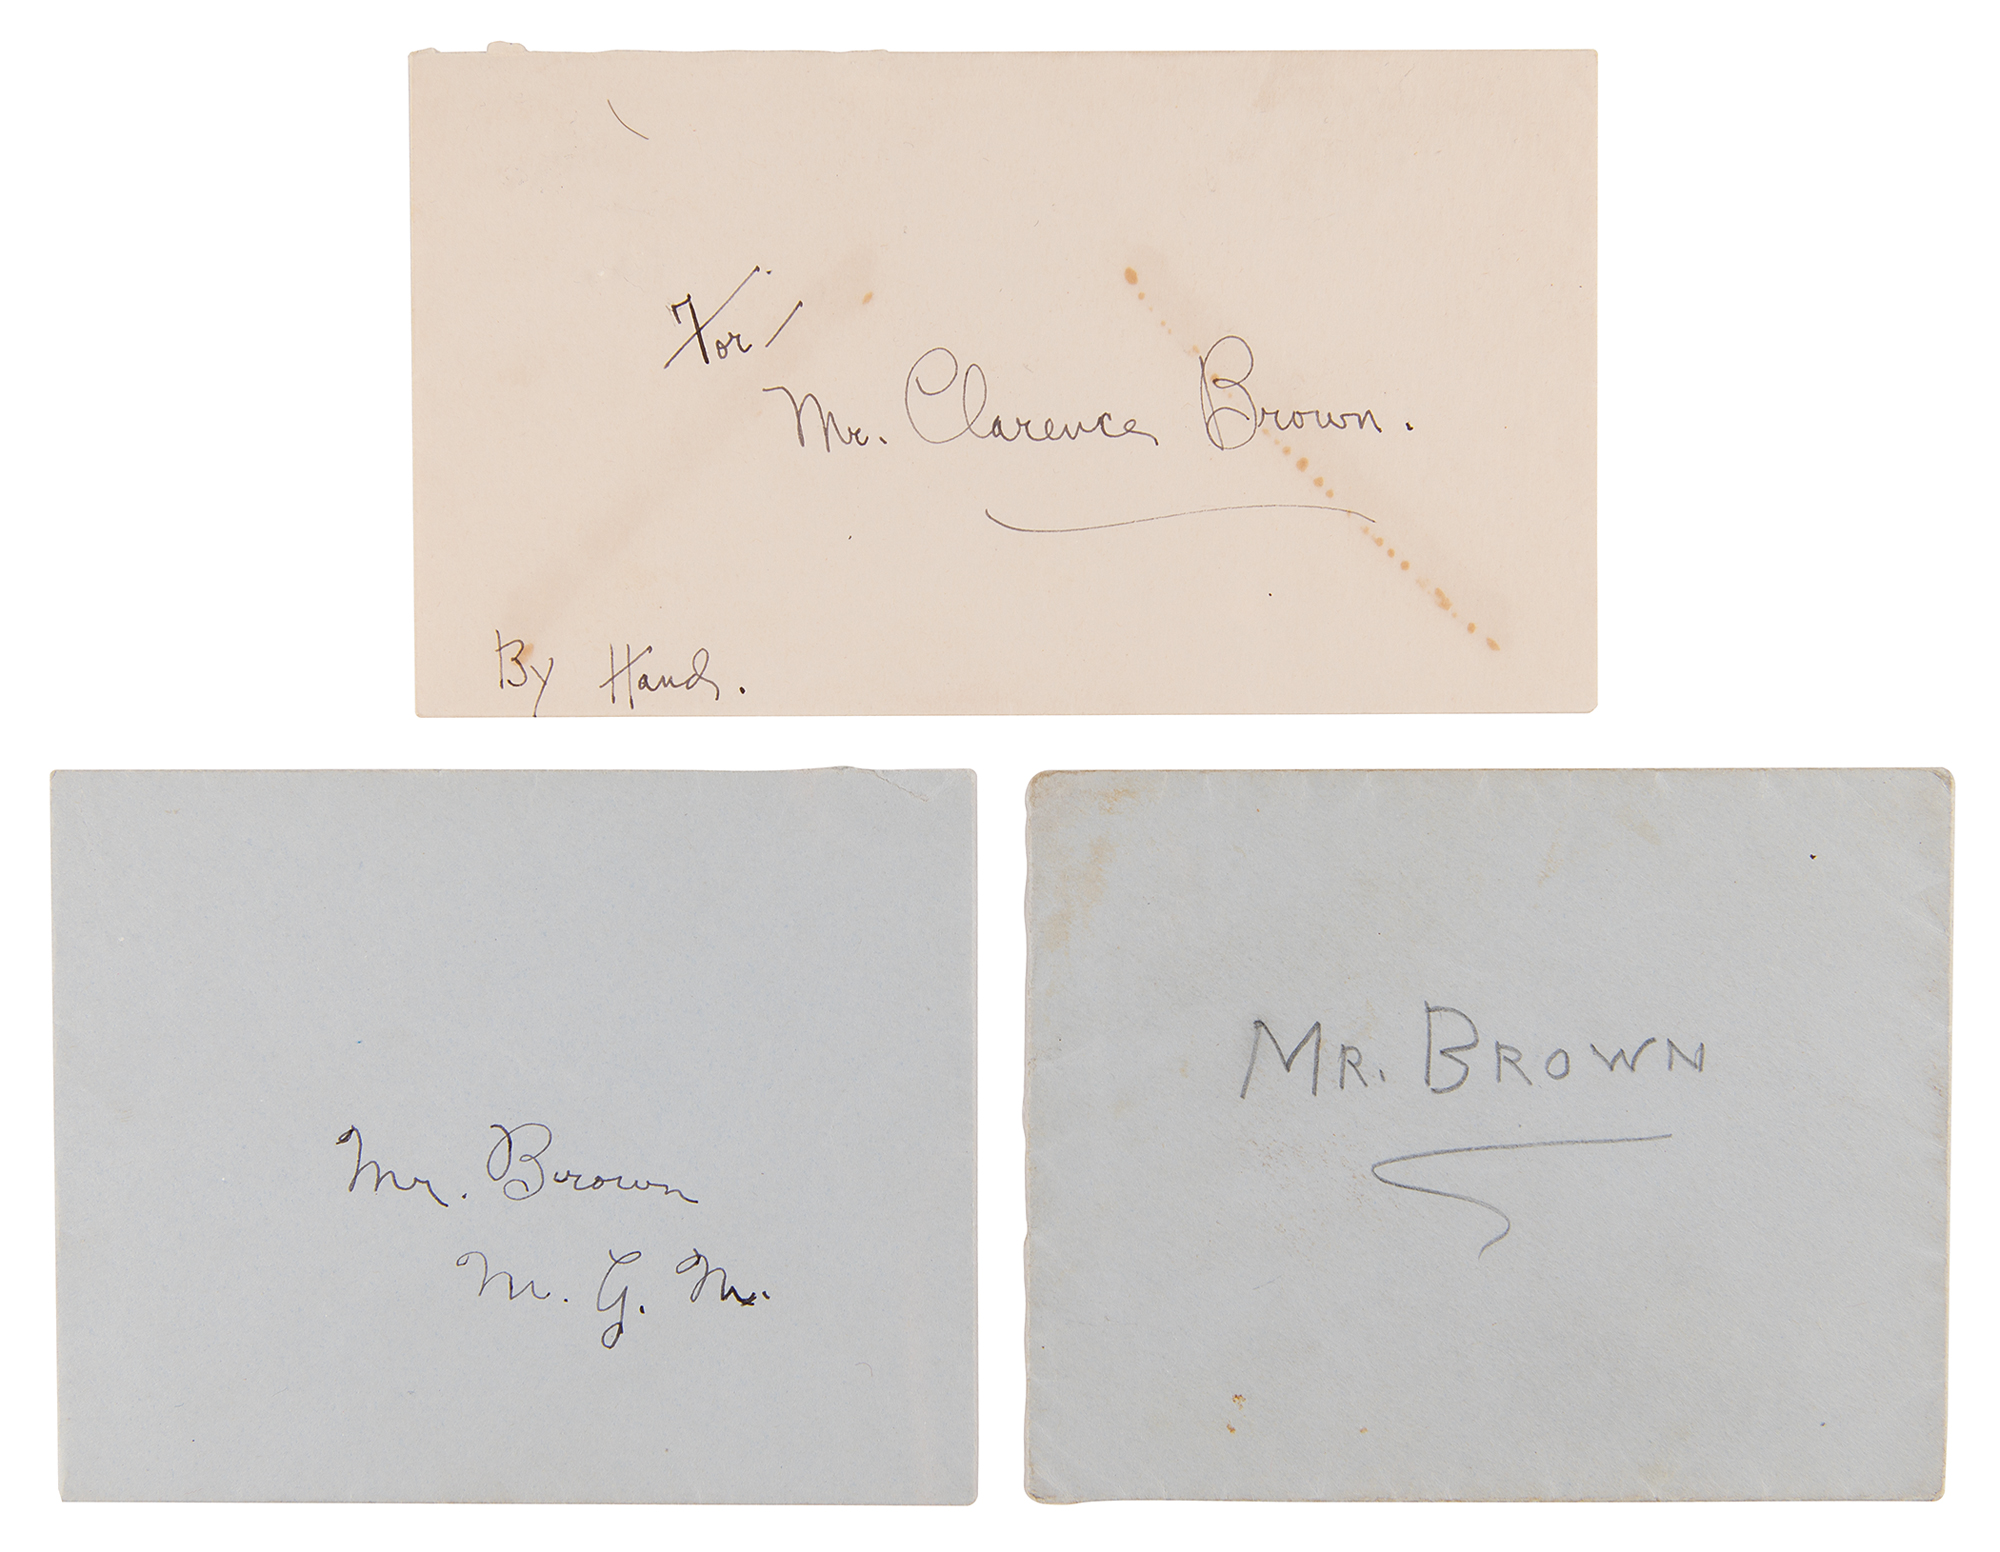 For
Mr. Clarence Brown.
By Hand.
Mr. Brown
M. G. M.
MR. BROWN